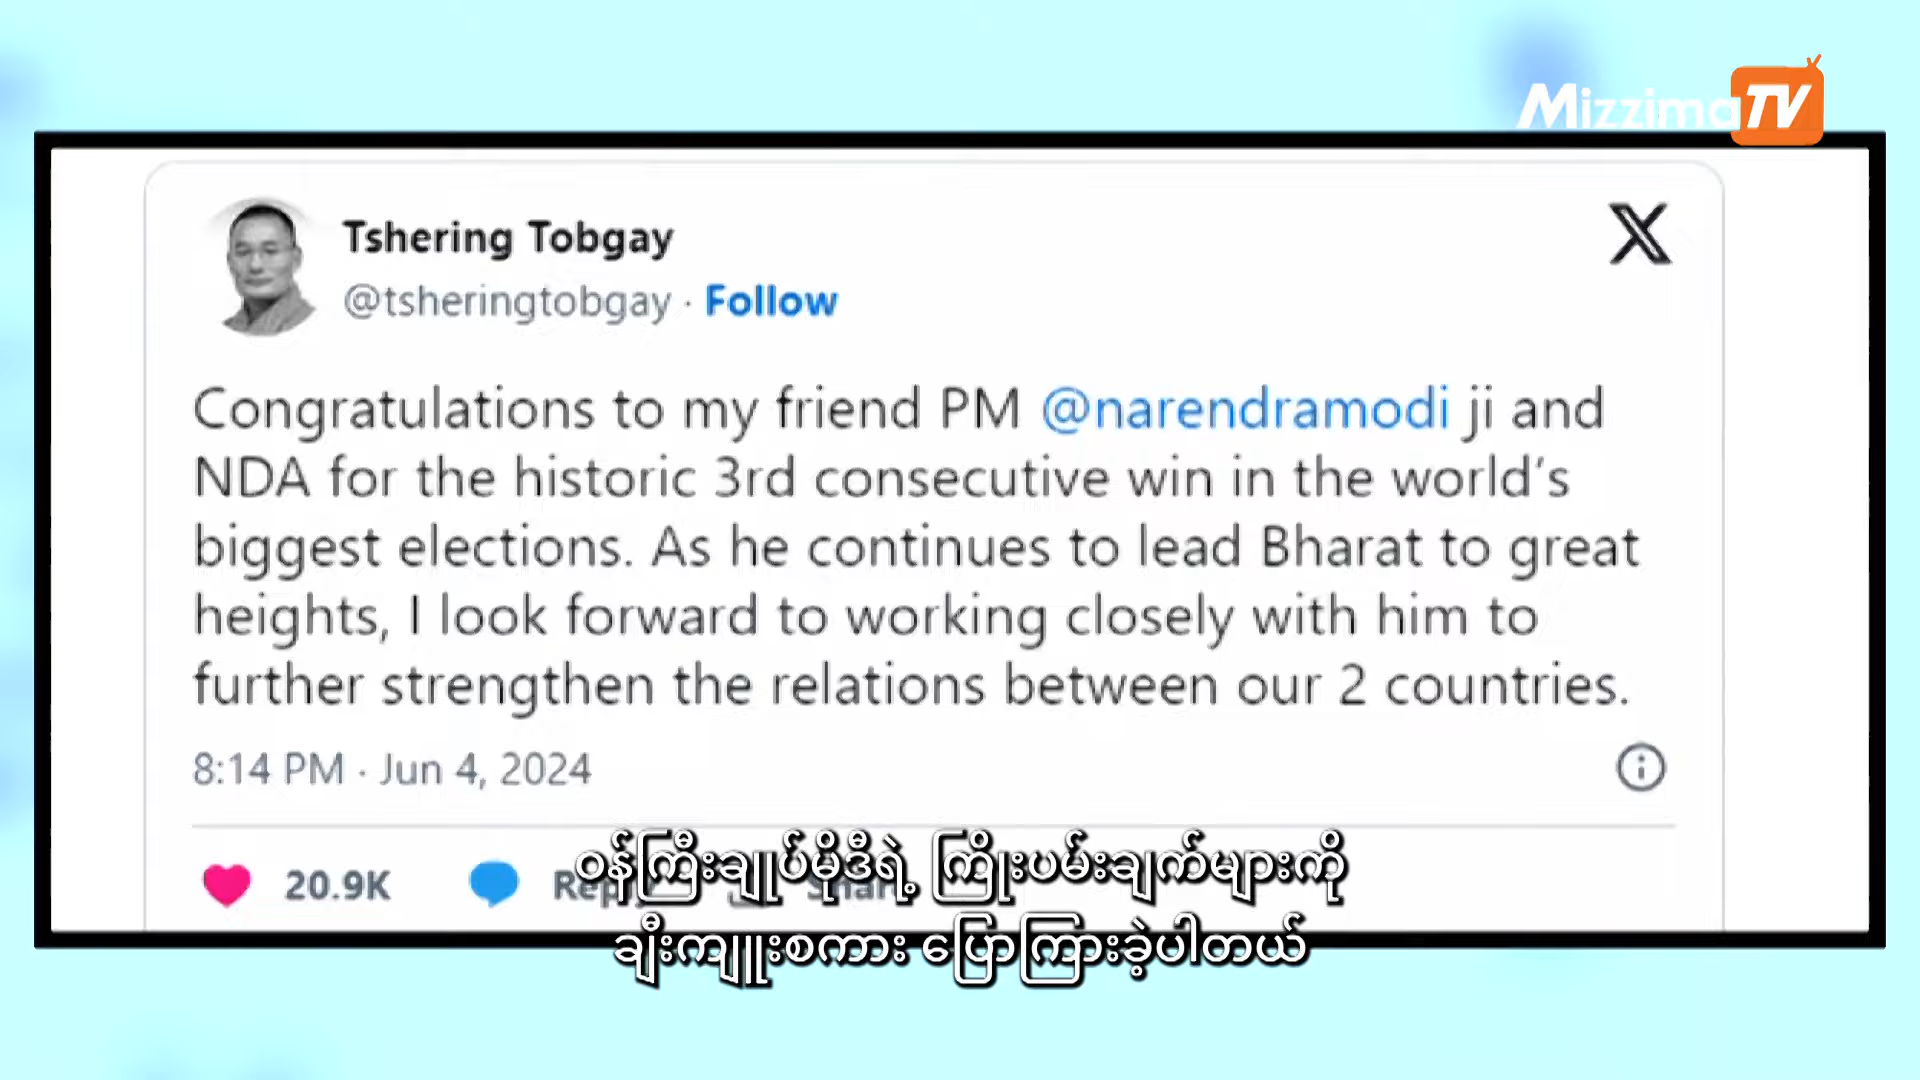 Mizzima TV
Tshering Tobgay
@tsheringtobgay · Follow
Congratulations to my friend PM @narendramodi ji and
NDA for the historic 3rd consecutive win in the world's
biggest elections. As he continues to lead Bharat to great
heights, I look forward to working closely with him to
further strengthen the relations between our 2 countries.
8:14 PM · Jun 4, 2024
20.9K
ဝန်ကြီးချုပ်မိုဒီရဲ့ ကြိုးပမ်းချက်များကို
ချီးကျူးစကား ပြောကြားခဲ့ပါတယ်